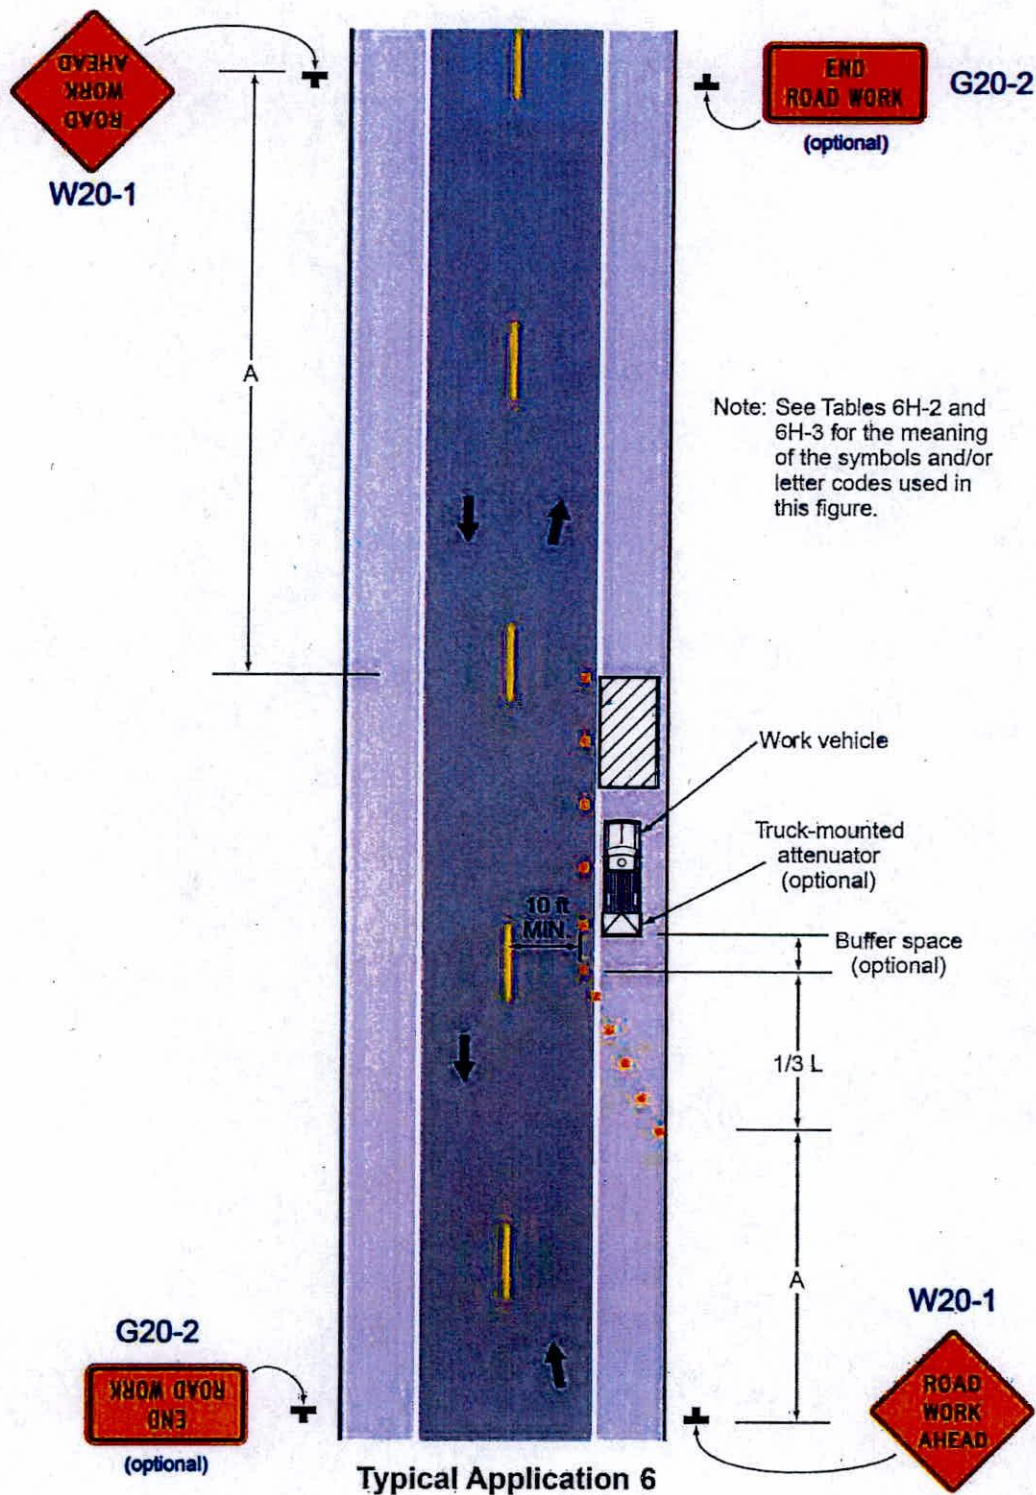 ROAD
WORK
AHEAD
W20-1
END
ROAD WORK
(optional)
G20-2
A
Note: See Tables 6H-2 and
6H-3 for the meaning
of the symbols and/or
letter codes used in
this figure.
Work vehicle
Truck-mounted
attenuator
(optional)
10 ft
MIN.
Buffer space
(optional)
1/3 L
A
G20-2
END
ROAD WORK
(optional)
W20-1
ROAD
WORK
AHEAD
Typical Application 6